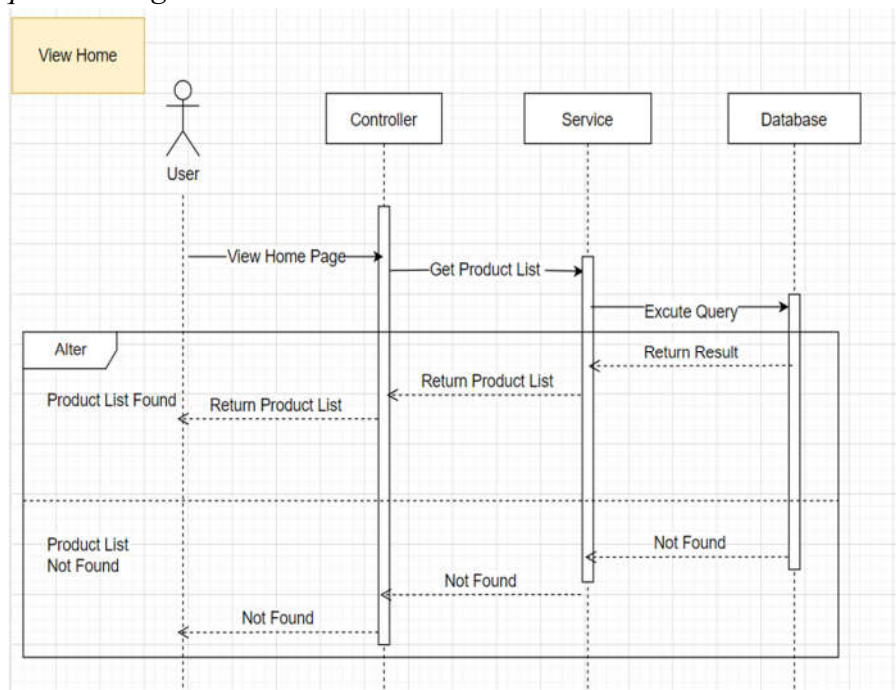 View Home
User
Controller
Service
Database
View Home Page
Get Product List
Excute Query
Alter
Return Result
Return Product List
Product List Found
Return Product List
Product List
Not Found
Not Found
Not Found
Not Found